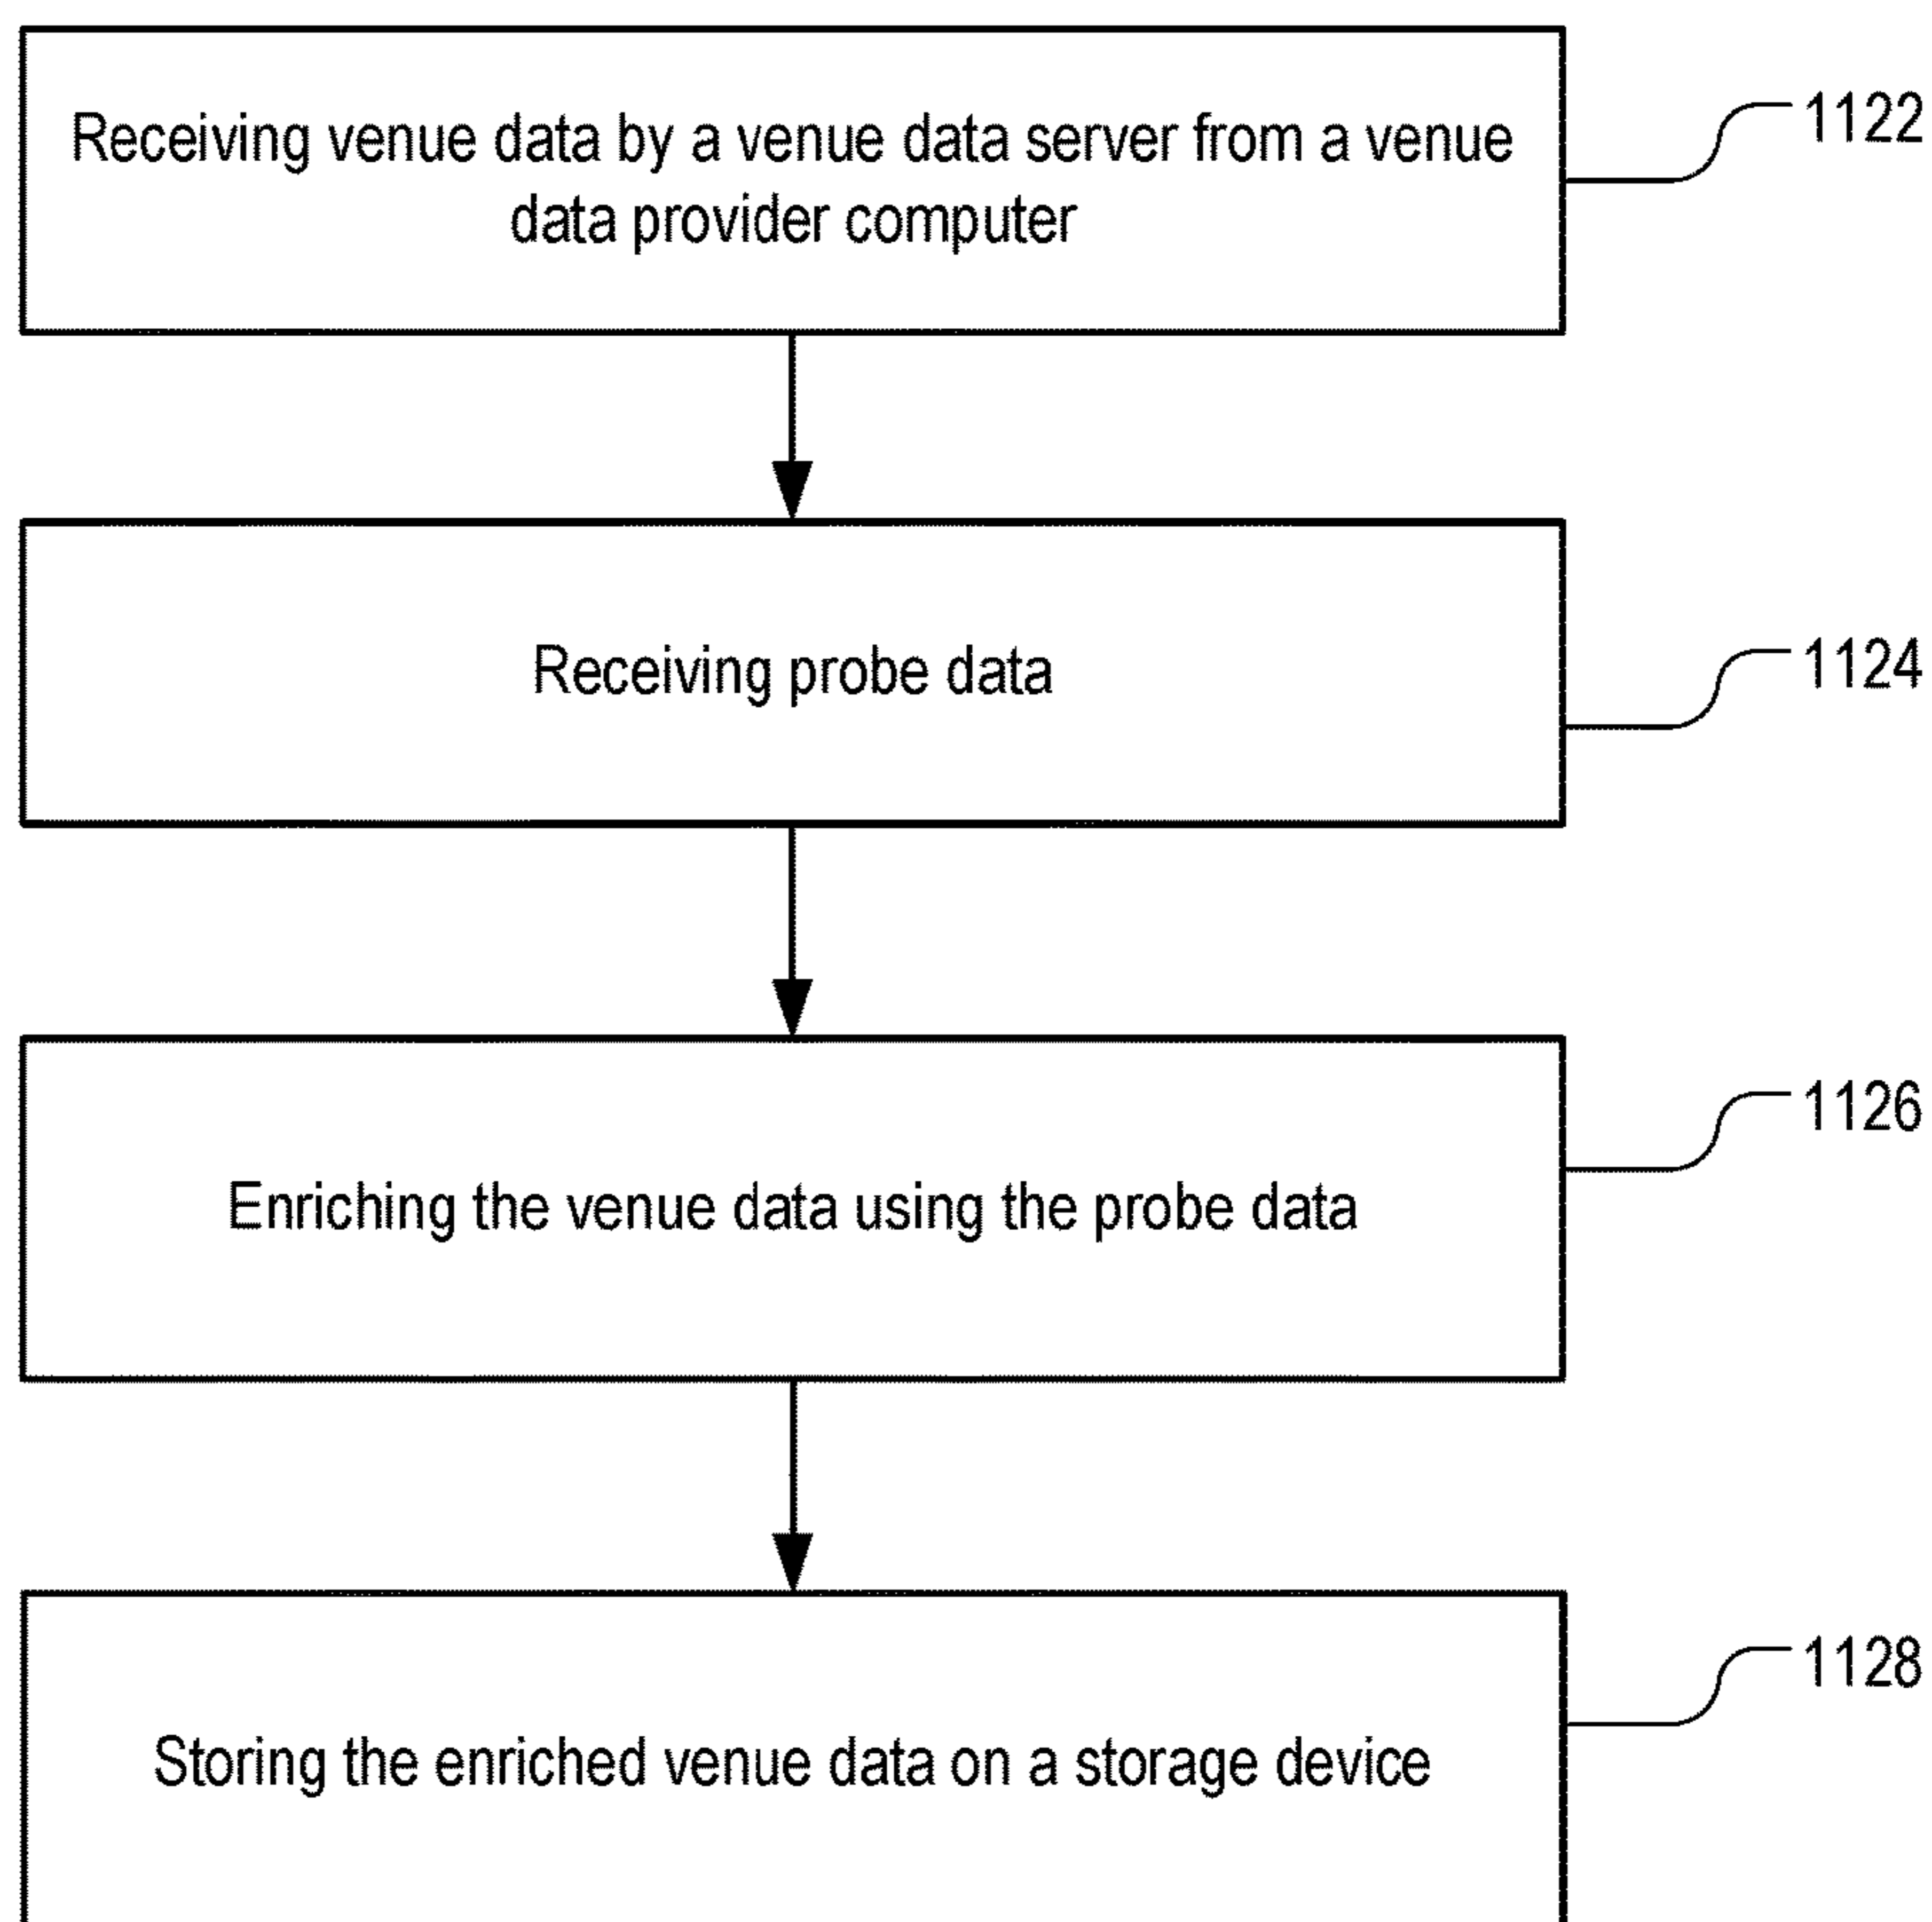 Receiving venue data by a venue data server from a venue
data provider computer
1122
Receiving probe data
1124
Enriching the venue data using the probe data
1126
Storing the enriched venue data on a storage device
1128